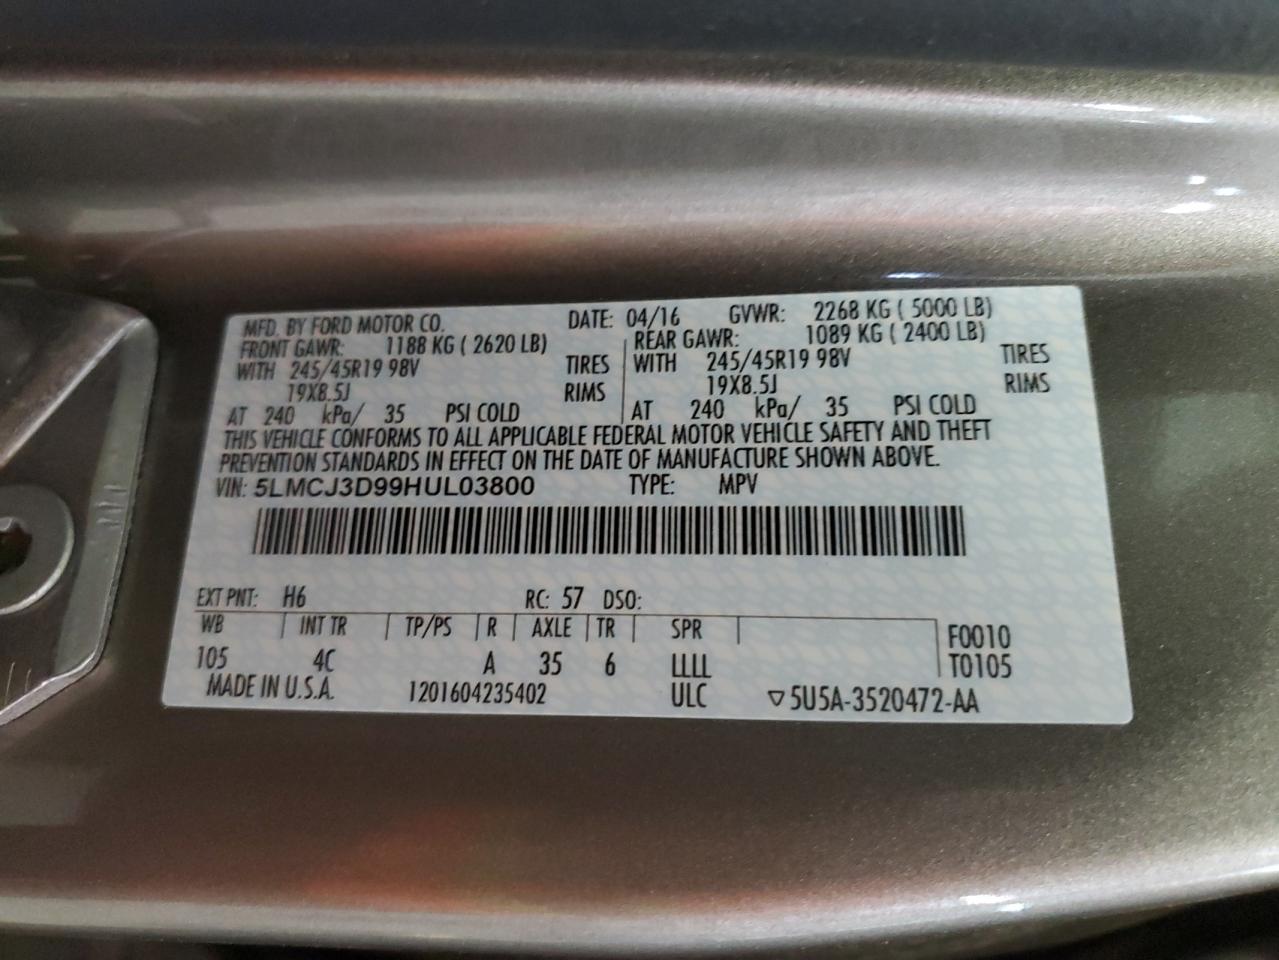 MFD. BY FORD MOTOR CO. DATE: 04/16 GVWR: 2268 KG ( 5000 LB)
FRONT GAWR: 1188 KG ( 2620 LB) REAR GAWR: 1089 KG ( 2400 LB)
WITH 245/45R19 98V TIRES WITH 245/45R19 98V TIRES
19X8.5J RIMS 19X8.5J RIMS
AT 240 kPa/ 35 PSI COLD AT 240 kPa/ 35 PSI COLD
THIS VEHICLE CONFORMS TO ALL APPLICABLE FEDERAL MOTOR VEHICLE SAFETY AND THEFT
PREVENTION STANDARDS IN EFFECT ON THE DATE OF MANUFACTURE SHOWN ABOVE.
VIN: 5LMCJ3D99HUL03800 TYPE: MPV
EXT PNT: H6 RC: 57 DSO:
WB INT TR TP/PS R AXLE TR SPR F0010
105 4C A 35 6 LLLL T0105
MADE IN U.S.A. 1201604235402 ULC ▽5U5A-3520472-AA